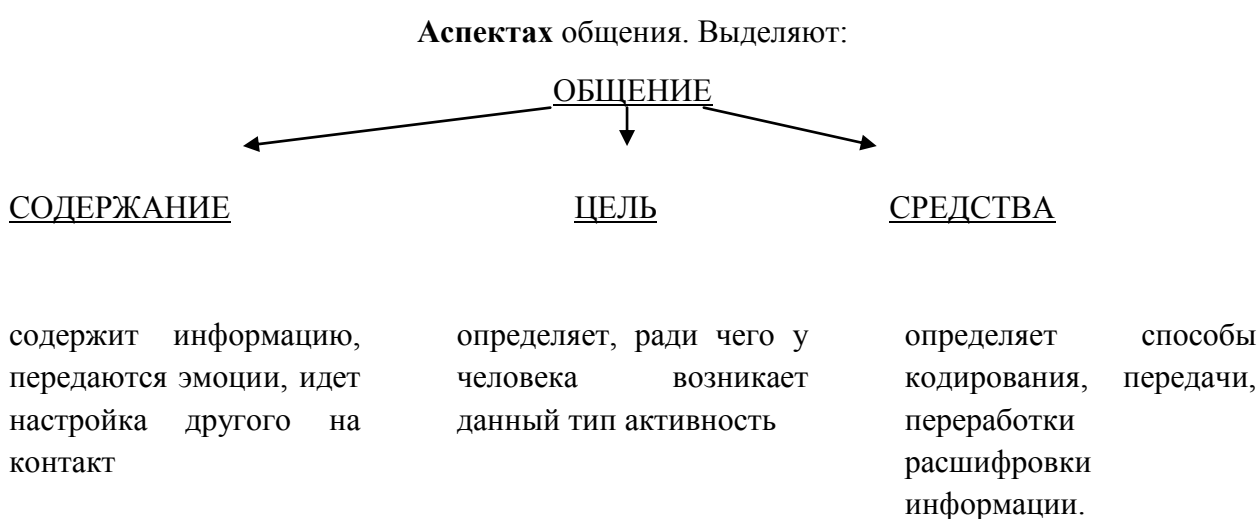 Аспектах общения. Выделяют:
ОБЩЕНИЕ
СОДЕРЖАНИЕ
ЦЕЛЬ
СРЕДСТВА
содержит информацию,
передаются эмоции, идет
настройка другого на
контакт
определяет, ради чего у
человека возникает
данный тип активность
определяет способы
кодирования, передачи,
переработки
расшифровки
информации.